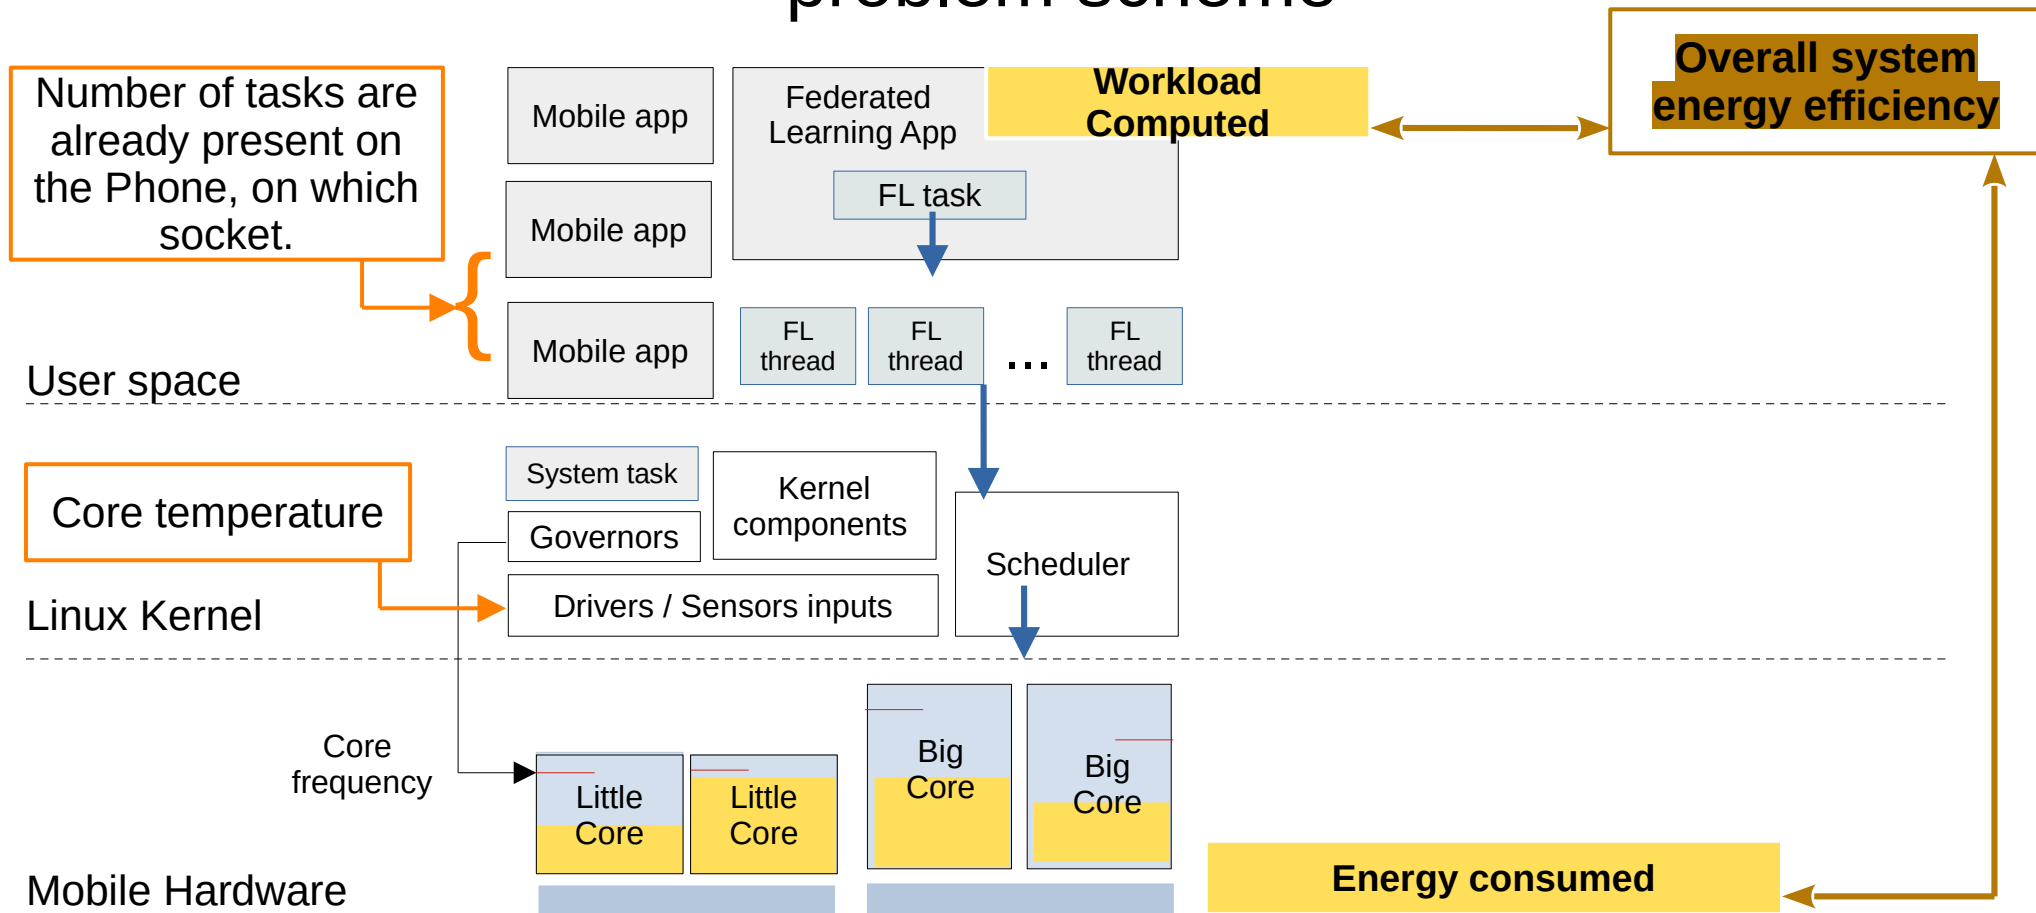 problem scheme
Number of tasks are
already present on
the Phone, on which
socket.
Mobile app
Mobile app
Mobile app
Federated
Learning App
Workload
Computed
Overall system
energy efficiency
FL task
FL
thread
FL
thread
...
FL
thread
User space
Core temperature
System task
Governors
Kernel
components
Drivers / Sensors inputs
Scheduler
Linux Kernel
Core
frequency
Little
Core
Little
Core
Big
Core
Big
Core
Energy consumed
Mobile Hardware